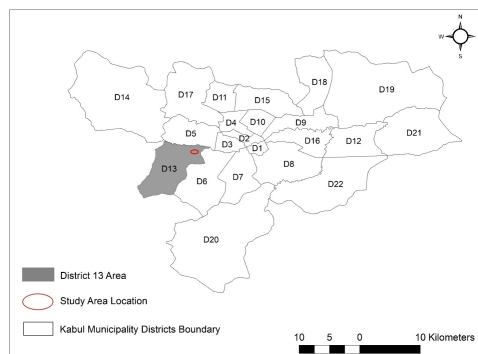 N
W
E
S
D18
D19
D14
D17
D11
D15
D4
D10
D9
D21
D5
D2
D16
D12
D3
D1
D13
D8
D6
D7
D22
D20
District 13 Area
Study Area Location
Kabul Municipality Districts Boundary
10 5 0 10 Kilometers